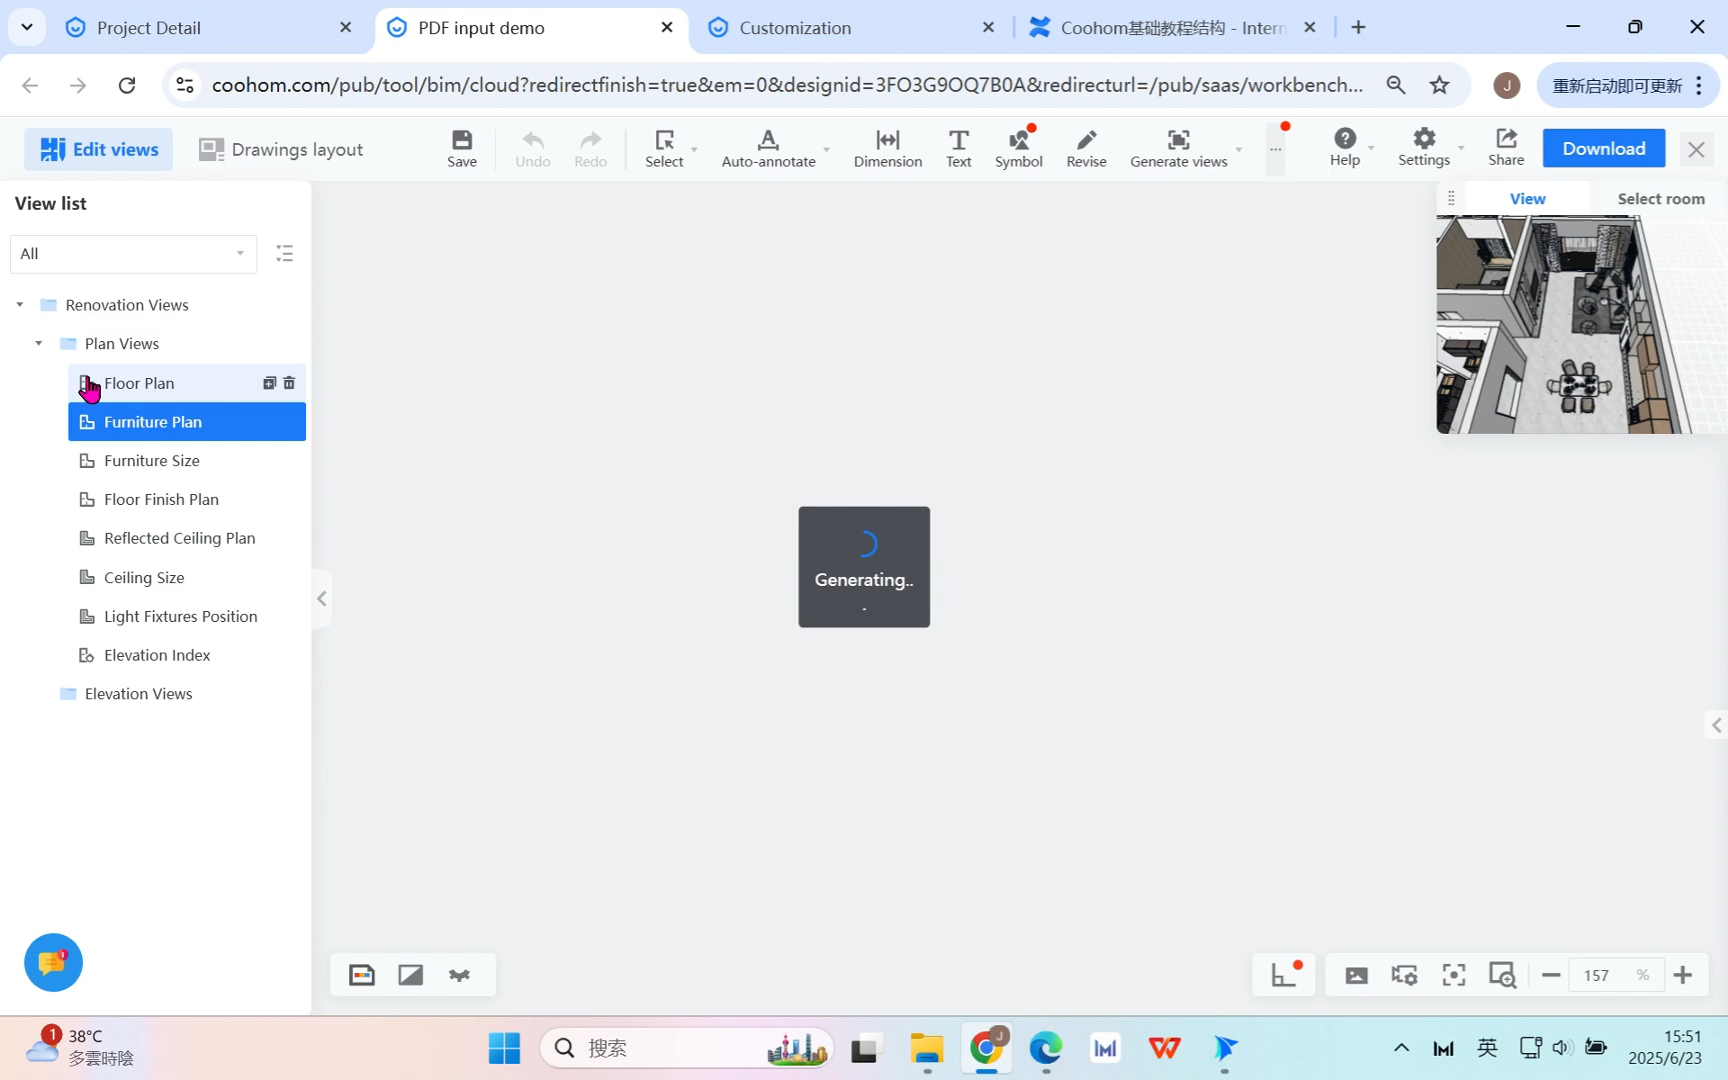 Project Detail
PDF input demo
Customization
Coohom基础教程结构 - Intern
coohom.com/pub/tool/bim/cloud?redirectfinish=true&em=0&designid=3FO3G9OQ7B0A&redirecturl=/pub/saas/workbench...
J
重新启动即可更新
Edit views
Drawings layout
Save
Undo
Redo
Select
Auto-annotate
Dimension
Text
Symbol
Revise
Generate views
Help
Settings
Share
Download
View list
All
Renovation Views
Plan Views
Floor Plan
Furniture Plan
Furniture Size
Floor Finish Plan
Reflected Ceiling Plan
Ceiling Size
Light Fixtures Position
Elevation Index
Elevation Views
View
Select room
Generating..
.
157 %
1
38°C
多雲時陰
搜索
J
英
15:51
2025/6/23